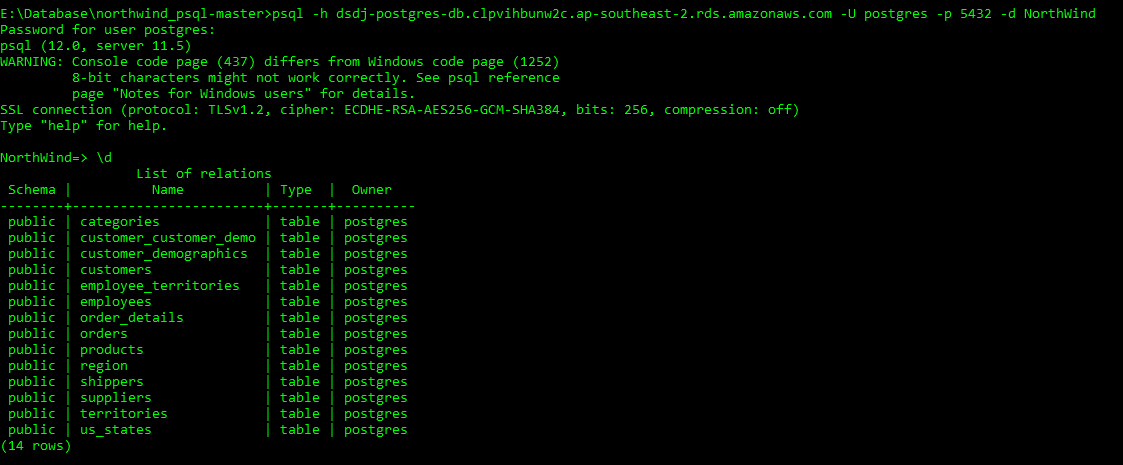 E:\Database\northwind_psql-master>psql -h dsdj-postgres-db.clpvihbunw2c.ap-southeast-2.rds.amazonaws.com -U postgres -p 5432 -d NorthWind
Password for user postgres:
psql (12.0, server 11.5)
WARNING: Console code page (437) differs from Windows code page (1252)
         8-bit characters might not work correctly. See psql reference
         page "Notes for Windows users" for details.
SSL connection (protocol: TLSv1.2, cipher: ECDHE-RSA-AES256-GCM-SHA384, bits: 256, compression: off)
Type "help" for help.

NorthWind=> \d
                 List of relations
 Schema |          Name          | Type  |  Owner
--------+------------------------+-------+----------
 public | categories             | table | postgres
 public | customer_customer_demo | table | postgres
 public | customer_demographics  | table | postgres
 public | customers              | table | postgres
 public | employee_territories   | table | postgres
 public | employees              | table | postgres
 public | order_details          | table | postgres
 public | orders                 | table | postgres
 public | products               | table | postgres
 public | region                 | table | postgres
 public | shippers               | table | postgres
 public | suppliers              | table | postgres
 public | territories            | table | postgres
 public | us_states              | table | postgres
(14 rows)